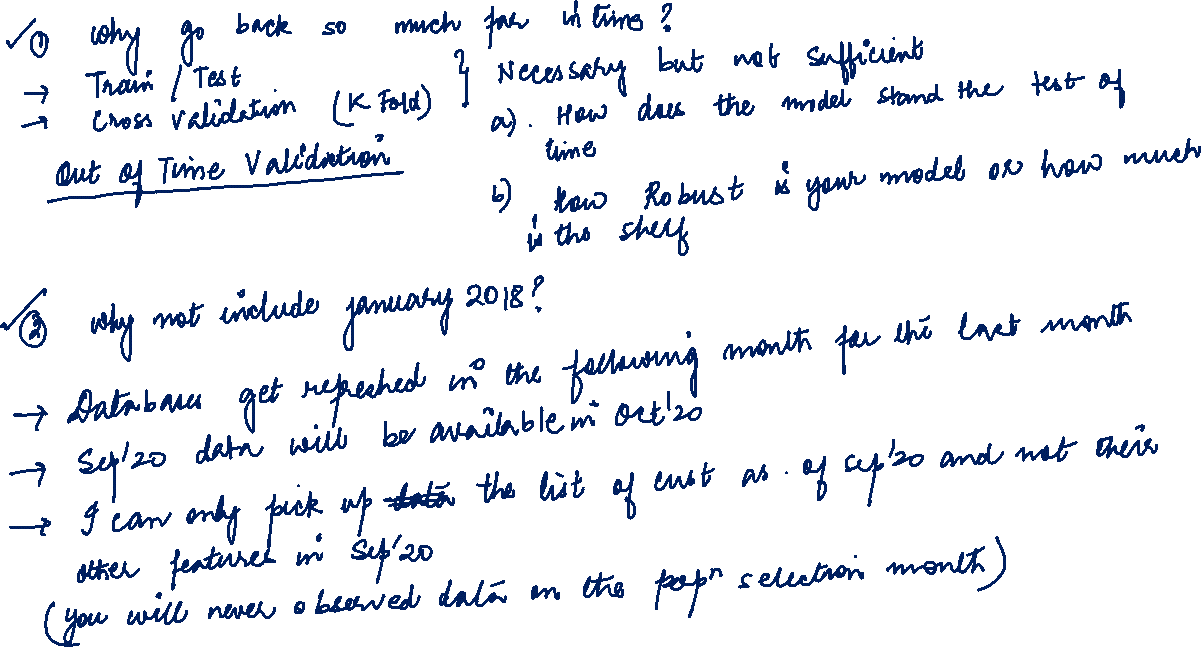 ✓① why go back so much far in time?
→ Train / Test
→ Cross Validation (K Fold) } Necessary but not sufficient
a). How does the model stand the test of
time
Out of Time Validation
b) How Robust is your model or how much
is the shelf
✓② why not include january 2018?
→ Databases get refreshed in the following month for the last month
→ Sep'20 data will be available in Oct'20
→ I can only pick up data the list of cust as. of sep'20 and not their
other features in Sep'20
(you will never observed data on the popⁿ selection month)